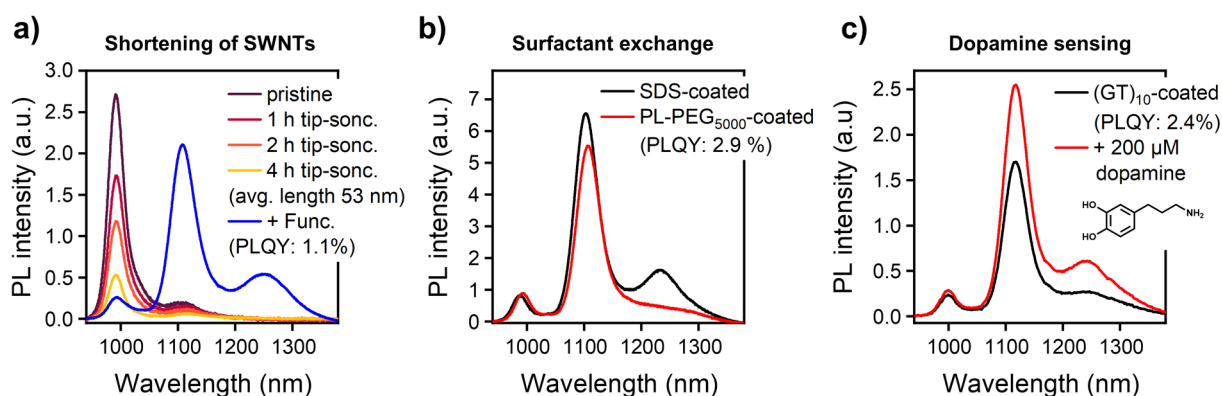 a)
Shortening of SWNTs
3.0
2.5
2.0
1.5
1.0
0.5
0.0
PL intensity (a.u.)
pristine
1 h tip-sonc.
2 h tip-sonc.
4 h tip-sonc.
(avg. length 53 nm)
+ Func.
(PLQY: 1.1%)
1000 1100 1200 1300
Wavelength (nm)
b)
Surfactant exchange
7
6
5
4
3
2
1
0
PL intensity (a.u.)
SDS-coated
PL-PEG5000-coated
(PLQY: 2.9 %)
1000 1100 1200 1300
Wavelength (nm)
c)
Dopamine sensing
2.5
2.0
1.5
1.0
0.5
0.0
PL intensity (a.u)
(GT)10-coated
(PLQY: 2.4%)
+ 200 µM
dopamine
HO
HO
NH2
1000 1100 1200 1300
Wavelength (nm)